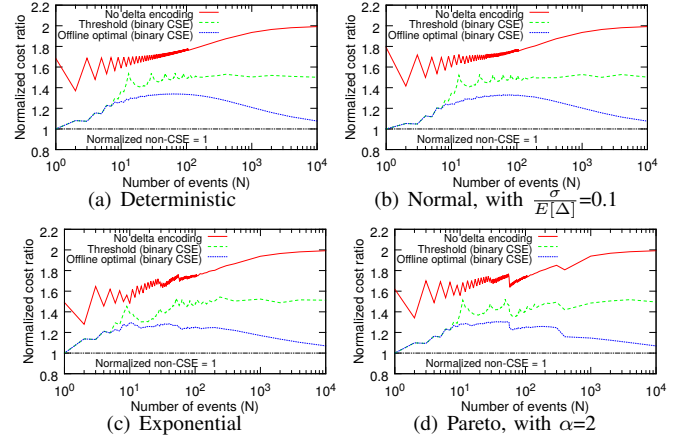 No delta encoding
Threshold (binary CSE)
Offline optimal (binary CSE)
Normalized cost ratio
2.2
2
1.8
1.6
1.4
1.2
1
0.8
Normalized non-CSE = 1
10^0 10^1 10^2 10^3 10^4
Number of events (N)
(a) Deterministic
No delta encoding
Threshold (binary CSE)
Offline optimal (binary CSE)
Normalized cost ratio
2.2
2
1.8
1.6
1.4
1.2
1
0.8
Normalized non-CSE = 1
10^0 10^1 10^2 10^3 10^4
Number of events (N)
(b) Normal, with σ/E[Δ]=0.1
No delta encoding
Threshold (binary CSE)
Offline optimal (binary CSE)
Normalized cost ratio
2.2
2
1.8
1.6
1.4
1.2
1
0.8
Normalized non-CSE = 1
10^0 10^1 10^2 10^3 10^4
Number of events (N)
(c) Exponential
No delta encoding
Threshold (binary CSE)
Offline optimal (binary CSE)
Normalized cost ratio
2.2
2
1.8
1.6
1.4
1.2
1
0.8
Normalized non-CSE = 1
10^0 10^1 10^2 10^3 10^4
Number of events (N)
(d) Pareto, with α=2